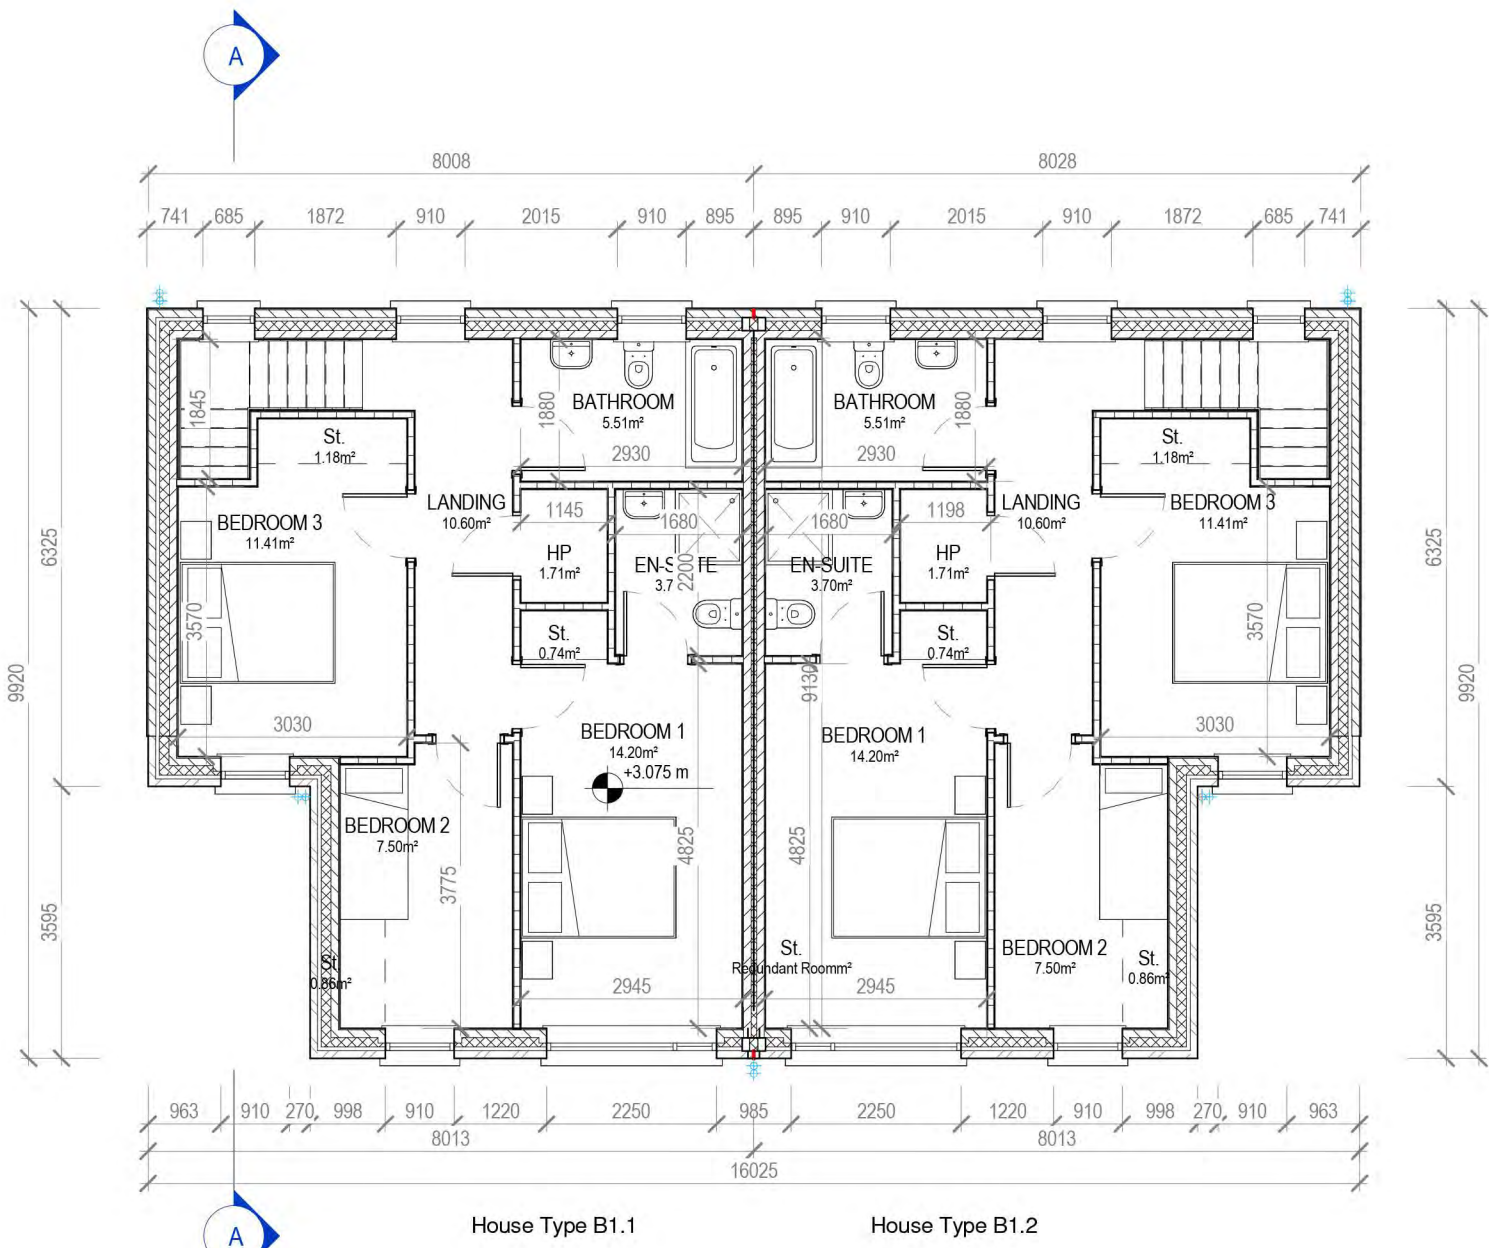 A
8008 8028
741 685 1872 910 2015 910 895 895 910 2015 910 1872 685 741
1845
1880
1880
BATHROOM
5.51m²
BATHROOM
5.51m²
St.
1.18m²
St.
1.18m²
2930
2930
LANDING
10.60m²
LANDING
10.60m²
BEDROOM 3
11.41m²
BEDROOM 3
11.41m²
1145
1680
1680
1198
6325
6325
HP
1.71m²
EN-SUITE
3.7
2200
EN-SUITE
3.70m²
HP
1.71m²
3570
3570
St.
0.74m²
St.
0.74m²
9920
9920
9130
3030
3030
BEDROOM 1
14.20m²
+3.075 m
BEDROOM 1
14.20m²
BEDROOM 2
7.50m²
4825
4825
3775
3595
3595
St.
0.86m²
St.
Redundant Roomm²
BEDROOM 2
7.50m²
St.
0.86m²
2945
2945
963 910 270 998 910 1220 2250 985 2250 1220 910 998 270 910 963
8013 8013
16025
A
House Type B1.1
House Type B1.2